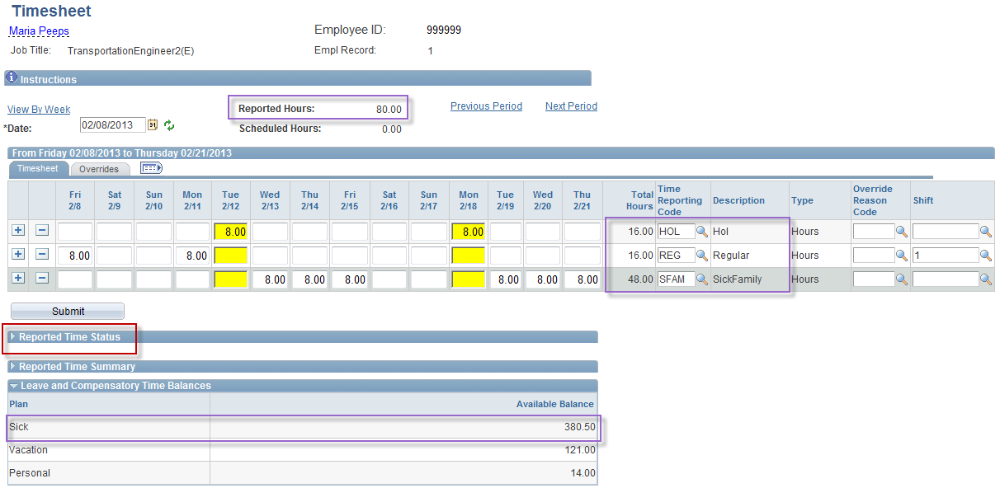 Timesheet
Maria Peeps Employee ID: 999999
Job Title: TransportationEngineer2(E) Empl Record: 1
Instructions
View By Week Reported Hours: 80.00 Previous Period Next Period
*Date: 02/08/2013 31 Scheduled Hours: 0.00
From Friday 02/08/2013 to Thursday 02/21/2013
Timesheet Overrides
Fri 2/8 Sat 2/9 Sun 2/10 Mon 2/11 Tue 2/12 Wed 2/13 Thu 2/14 Fri 2/15 Sat 2/16 Sun 2/17 Mon 2/18 Tue 2/19 Wed 2/20 Thu 2/21 Total Hours Time Reporting Code Description Type Override Reason Code Shift
8.00 8.00 16.00 HOL Hol Hours
8.00 8.00 16.00 REG Regular Hours 1
8.00 8.00 8.00 8.00 8.00 8.00 48.00 SFAM SickFamily Hours
Submit
Reported Time Status
Reported Time Summary
Leave and Compensatory Time Balances
Plan Available Balance
Sick 380.50
Vacation 121.00
Personal 14.00